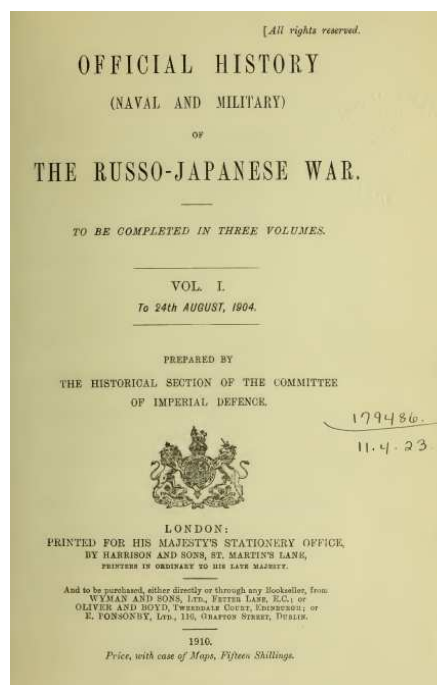 [All rights reserved.
OFFICIAL HISTORY
(NAVAL AND MILITARY)
OF
THE RUSSO-JAPANESE WAR.
TO BE COMPLETED IN THREE VOLUMES.
VOL. I.
To 24th AUGUST, 1904.
PREPARED BY
THE HISTORICAL SECTION OF THE COMMITTEE
OF IMPERIAL DEFENCE.
179486.
11.4.23
LONDON:
PRINTED FOR HIS MAJESTY'S STATIONERY OFFICE,
BY HARRISON AND SONS, ST. MARTIN'S LANE,
PRINTERS IN ORDINARY TO HIS LATE MAJESTY.
And to be purchased, either directly or through any Bookseller, from
WYMAN AND SONS, LTD., FETTER LANE, E.C.; or
OLIVER AND BOYD, TWEEDDALE COURT, EDINBURGH; or
E. PONSONBY, LTD., 116, GRAFTON STREET, DUBLIN.
1910.
Price, with case of Maps, Fifteen Shillings.